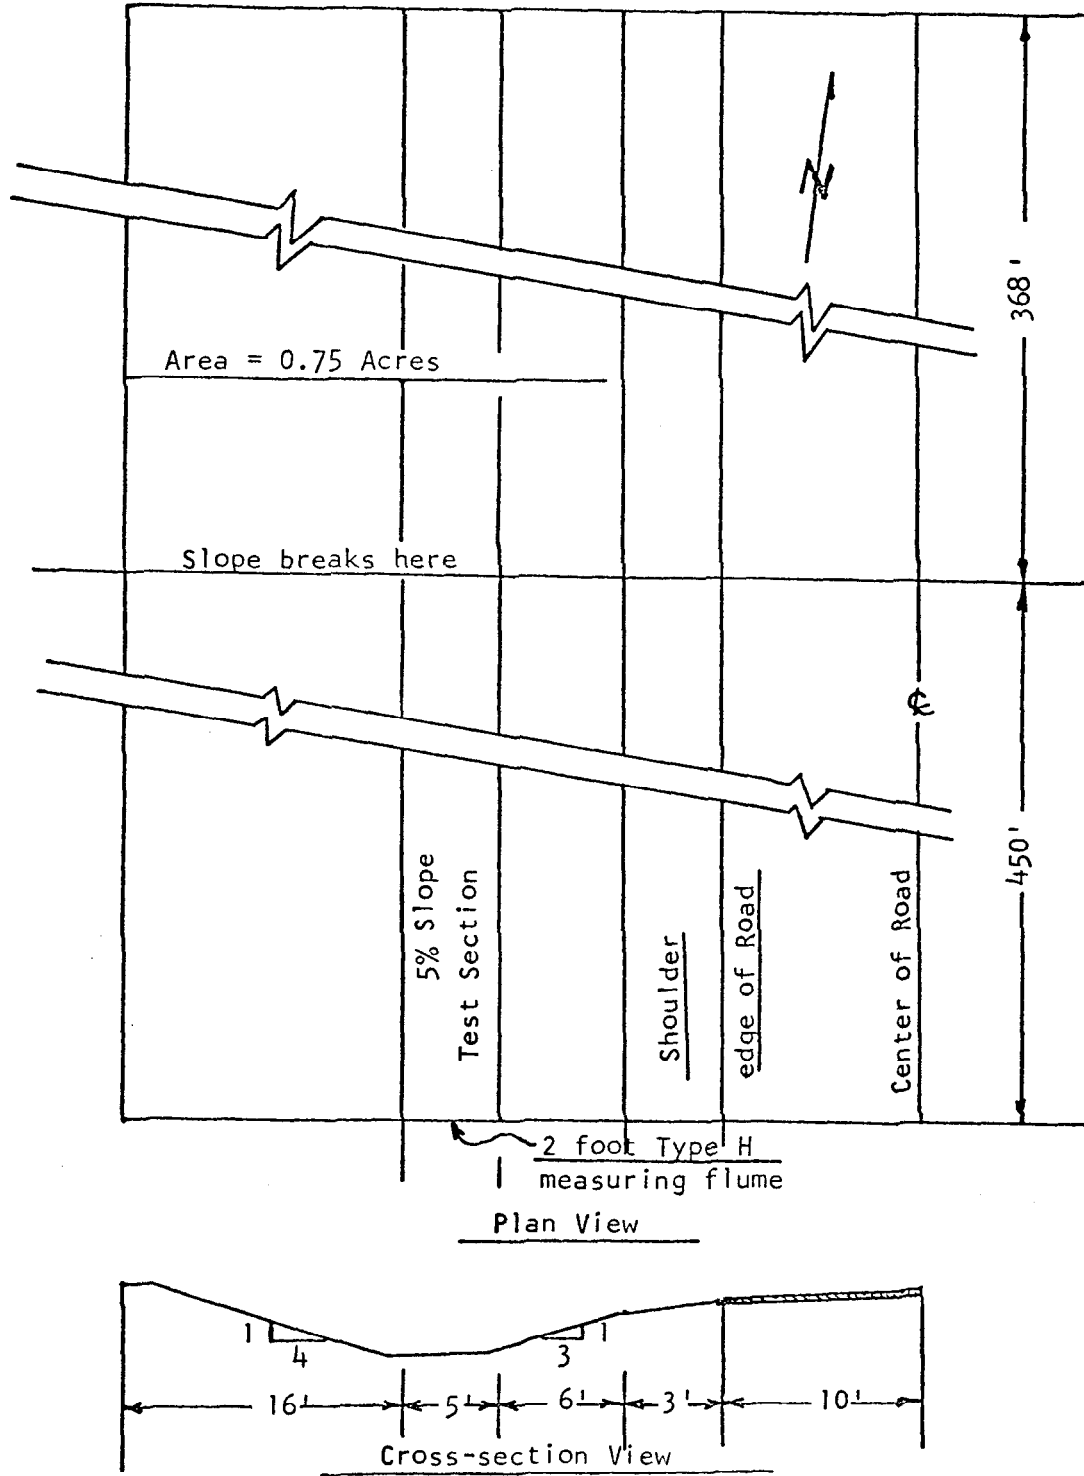 N
368'
Area = 0.75 Acres
Slope breaks here
℄
450'
5% Slope
Test Section
Shoulder
edge of Road
Center of Road
2 foot Type H
measuring flume
Plan View
1
4
1
3
16'
5'
6'
3'
10'
Cross-section View